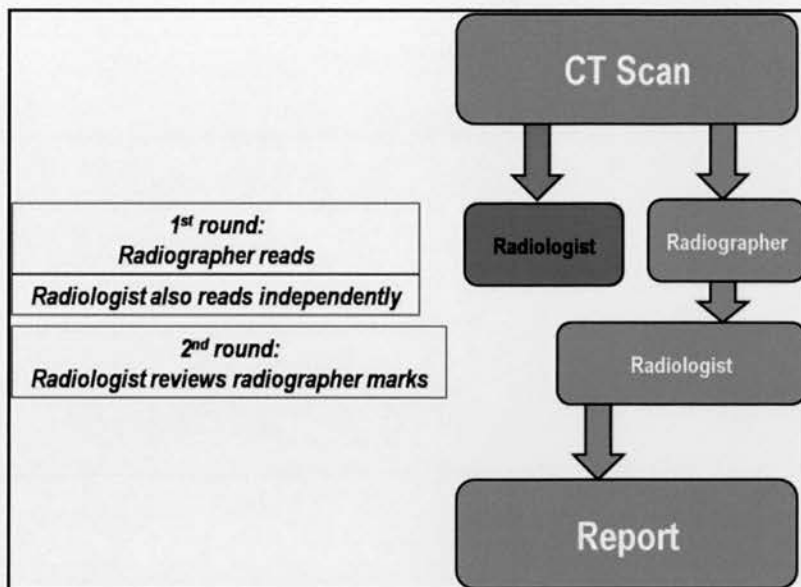 CT Scan
Radiologist
Radiographer
1st round:
Radiographer reads
Radiologist also reads independently
2nd round:
Radiologist reviews radiographer marks
Radiologist
Report